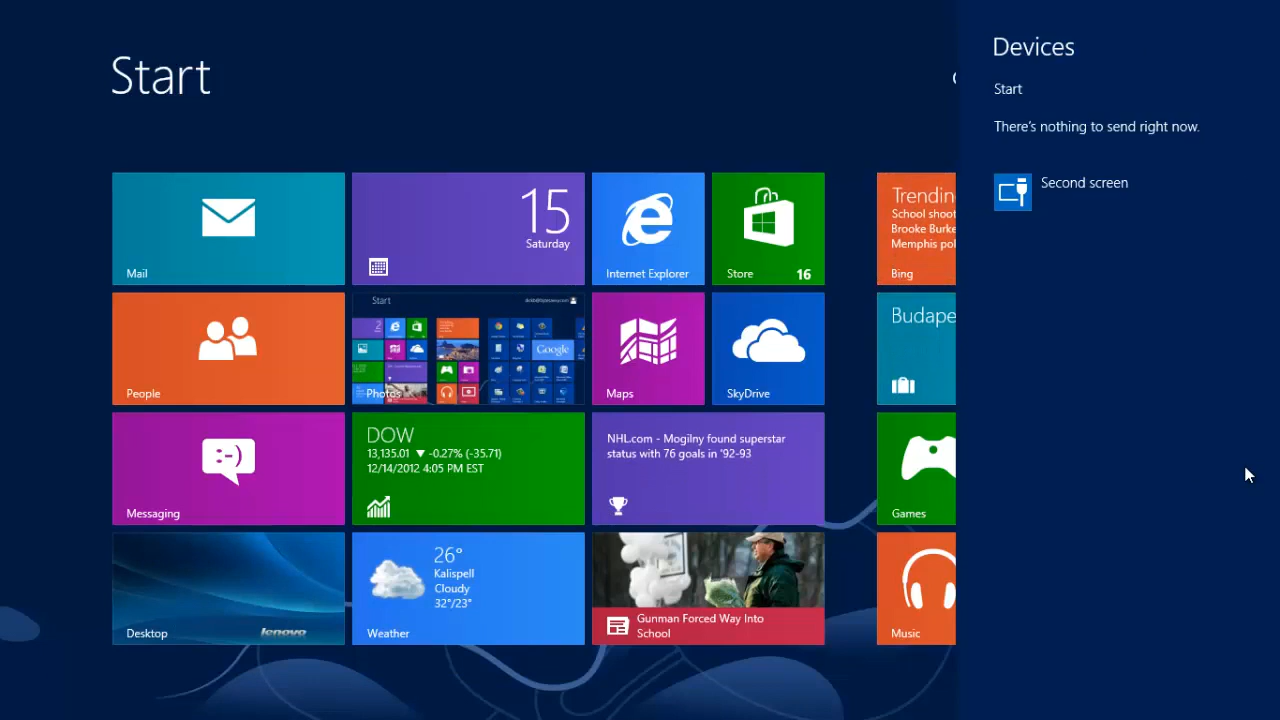 Start
Mail
15
Saturday
Internet Explorer
Store
16
Trendin
School shoot
Brooke Burke
Memphis pol
Bing
People
Start
Google
Photos
Maps
SkyDrive
Budape
Messaging
DOW
13,135.01 ▼ -0.27% (-35.71)
12/14/2012 4:05 PM EST
NHL.com - Mogilny found superstar
status with 76 goals in '92-93
Games
Desktop
lenovo
26°
Kalispell
Cloudy
32°/23°
Weather
Gunman Forced Way Into
School
Music
Devices
Start
There's nothing to send right now.
Second screen